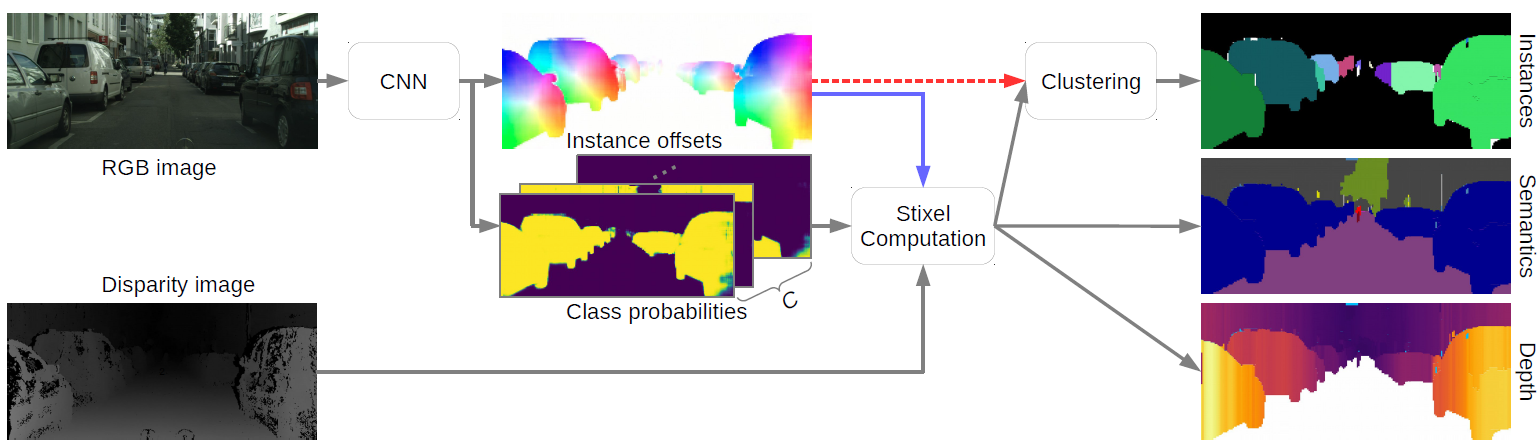 RGB image
CNN
Instance offsets
Clustering
Instances
Stixel
Computation
Semantics
Class probabilities
C
Disparity image
Depth